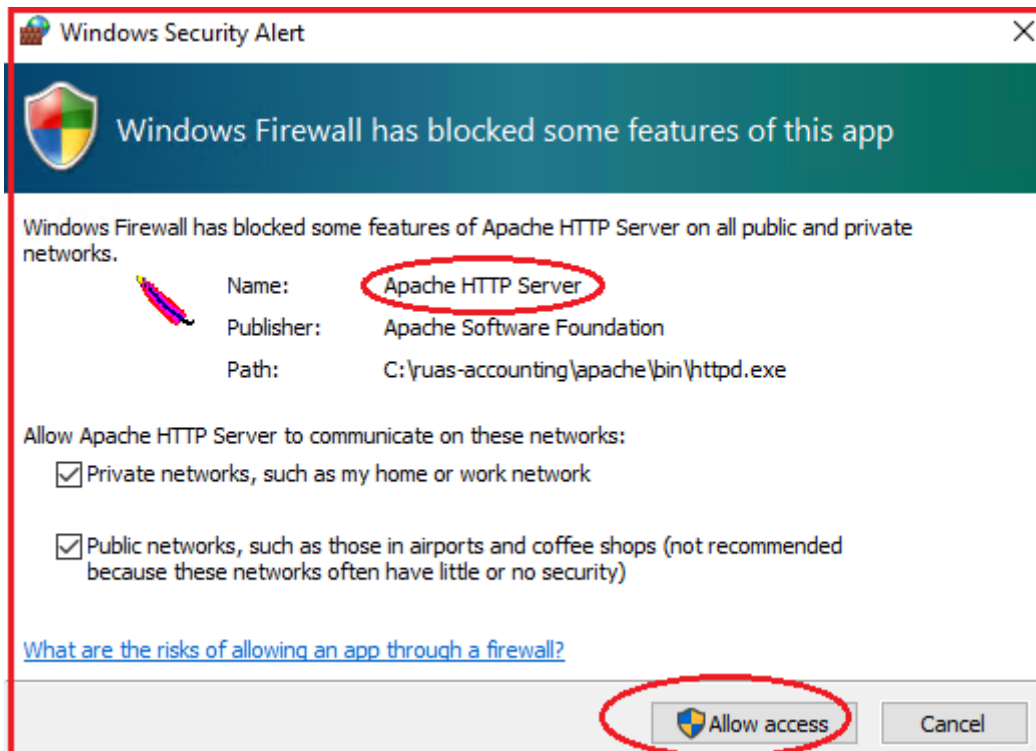 Windows Security Alert
Windows Firewall has blocked some features of this app
Windows Firewall has blocked some features of Apache HTTP Server on all public and private
networks.
Name: Apache HTTP Server
Publisher: Apache Software Foundation
Path: C:\ruas-accounting\apache\bin\httpd.exe
Allow Apache HTTP Server to communicate on these networks:
Private networks, such as my home or work network
Public networks, such as those in airports and coffee shops (not recommended
because these networks often have little or no security)
What are the risks of allowing an app through a firewall?
Allow access Cancel